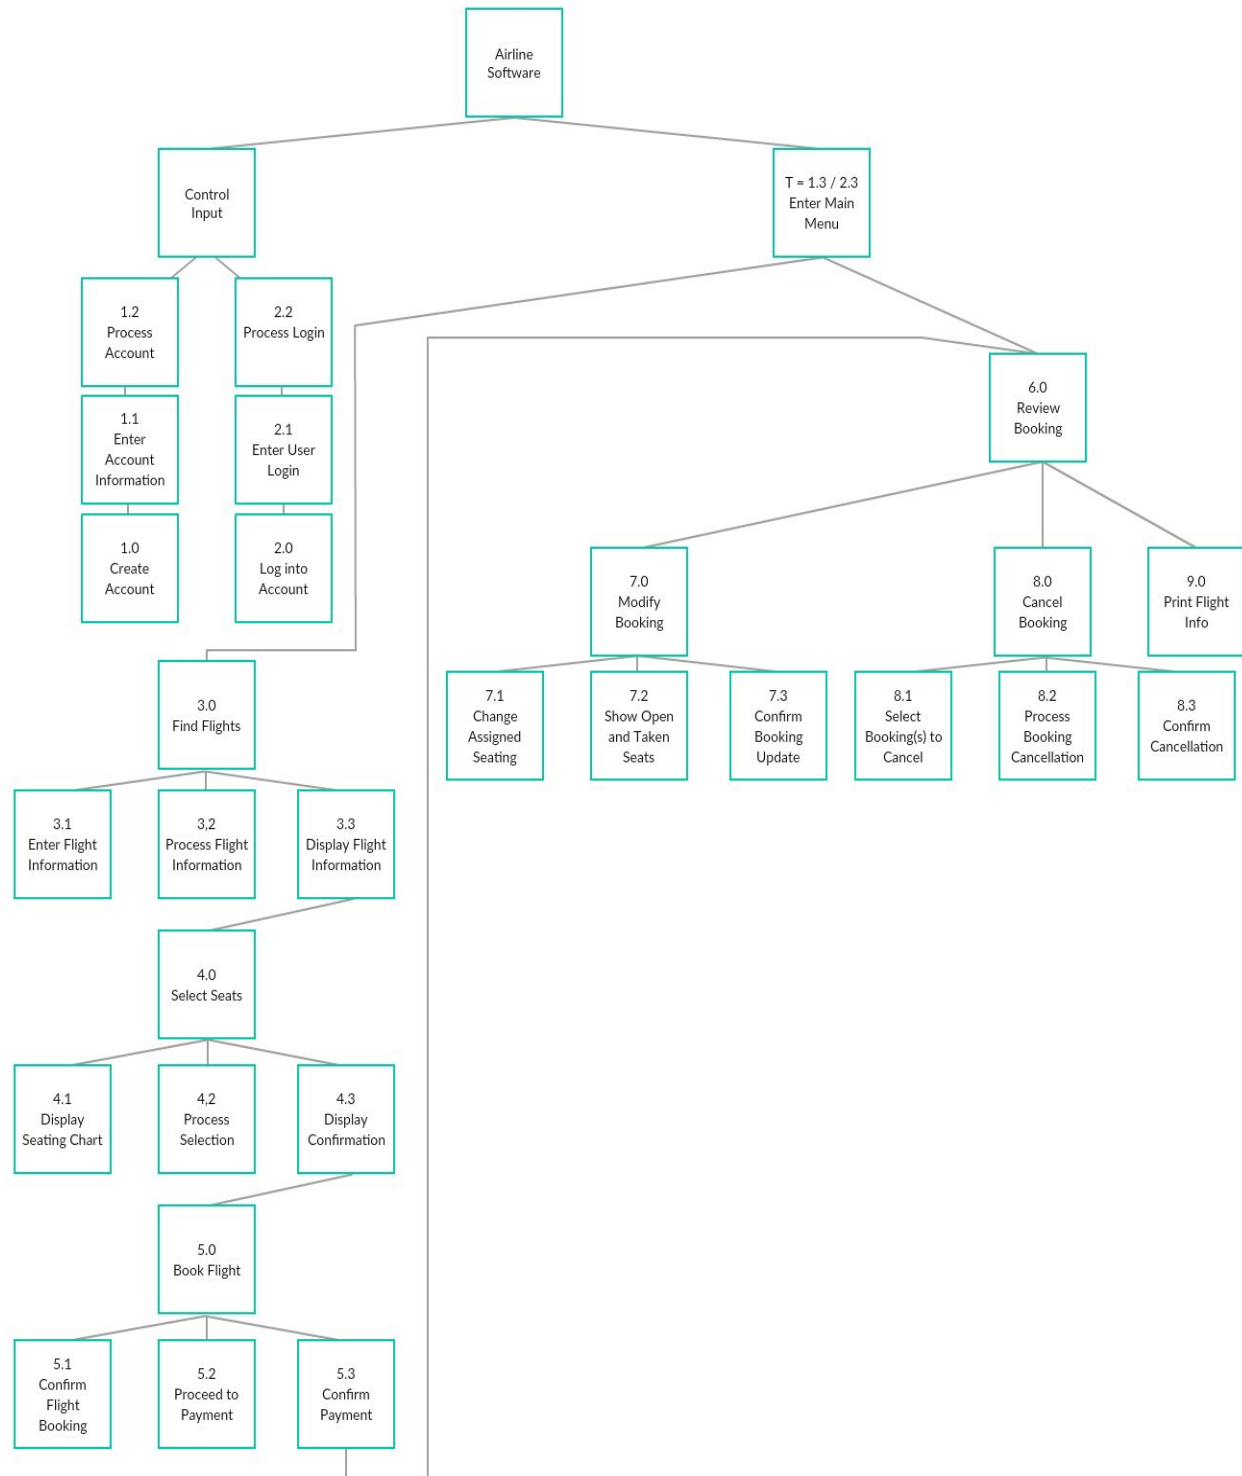 Airline
Software
Control
Input
T = 1.3 / 2.3
Enter Main
Menu
1.2
Process
Account
2.2
Process Login
1.1
Enter
Account
Information
2.1
Enter User
Login
1.0
Create
Account
2.0
Log into
Account
6.0
Review
Booking
7.0
Modify
Booking
8.0
Cancel
Booking
9.0
Print Flight
Info
7.1
Change
Assigned
Seating
7.2
Show Open
and Taken
Seats
7.3
Confirm
Booking
Update
8.1
Select
Booking(s) to
Cancel
8.2
Process
Booking
Cancellation
8.3
Confirm
Cancellation
3.0
Find Flights
3.1
Enter Flight
Information
3,2
Process Flight
Information
3.3
Display Flight
Information
4.0
Select Seats
4.1
Display
Seating Chart
4,2
Process
Selection
4.3
Display
Confirmation
5.0
Book Flight
5.1
Confirm
Flight
Booking
5.2
Proceed to
Payment
5.3
Confirm
Payment